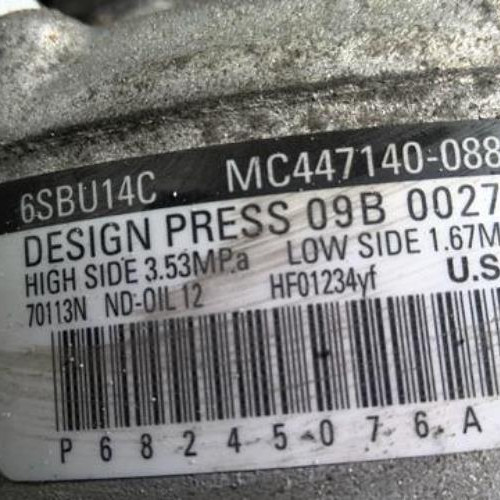 6SBU14C MC447140-088
DESIGN PRESS 09B 0027
HIGH SIDE 3.53MPa LOW SIDE 1.67M
70113N ND-OIL12 HF01234yf U.S
P68245076A